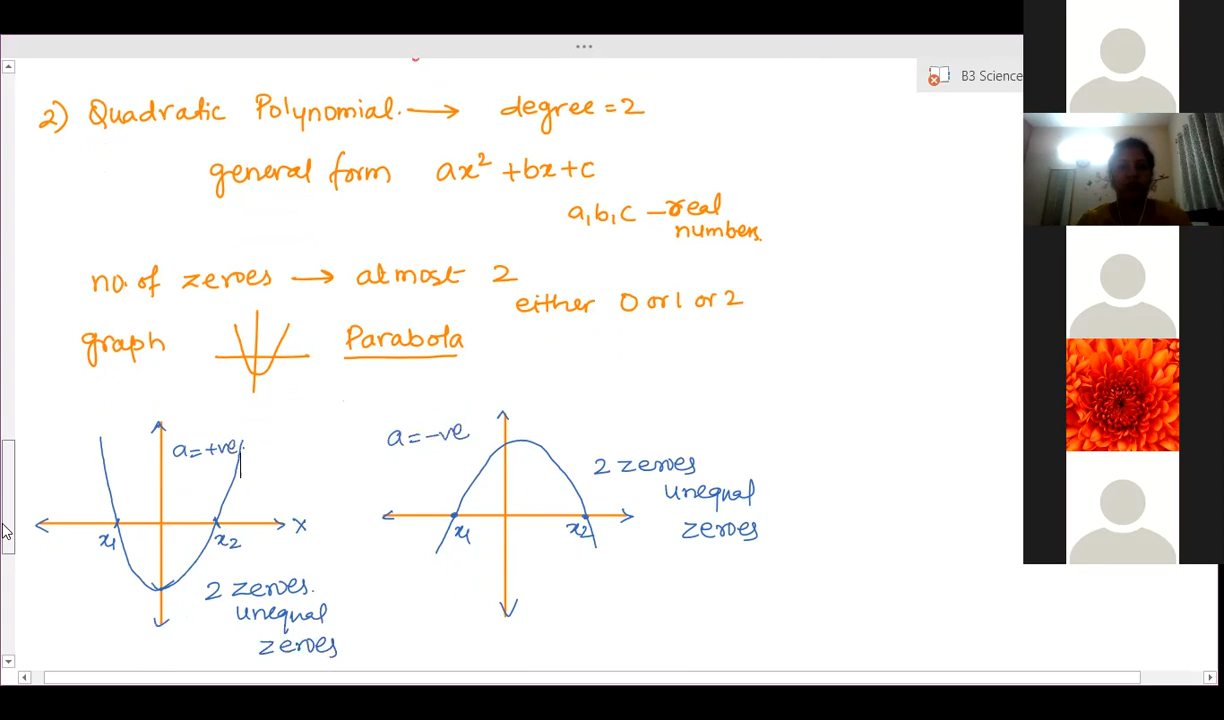 B3 Science
2) Quadratic Polynomial. → degree = 2
general form ax² + bx + c
a, b, c – real
numbers.
no. of zeroes → atmost 2
either 0 or 1 or 2
graph Parabola
a = +ve
x
x1
x2
2 zeroes.
unequal
zeroes
a = -ve
x1
x2
2 zeroes
unequal
zeroes